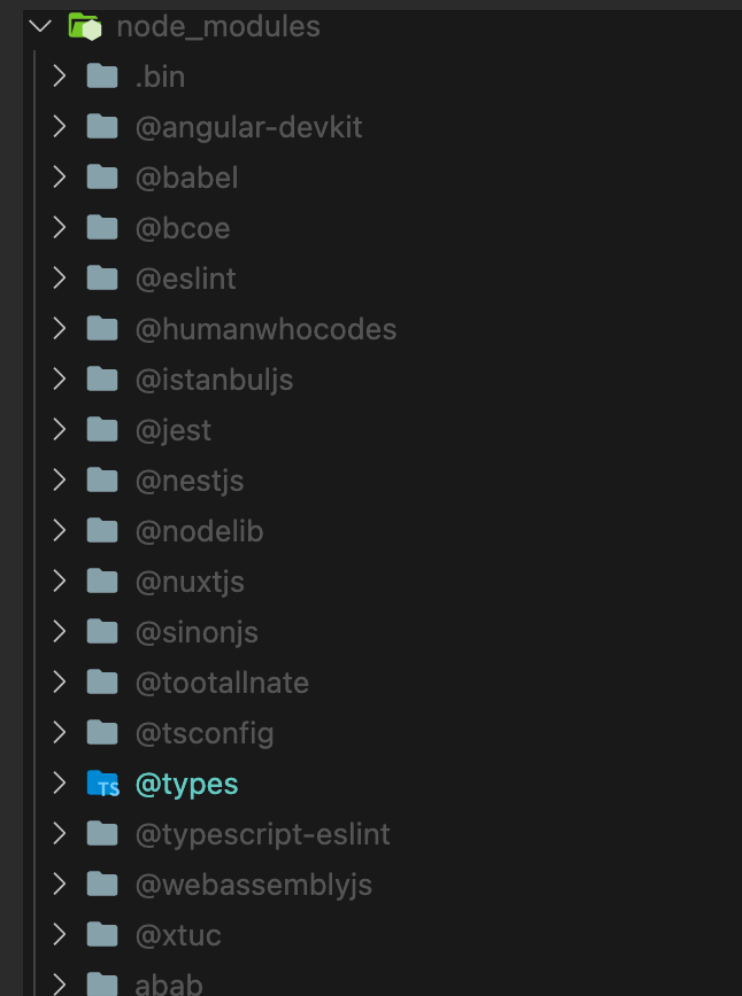 node_modules
.bin
@angular-devkit
@babel
@bcoe
@eslint
@humanwhocodes
@istanbuljs
@jest
@nestjs
@nodelib
@nuxtjs
@sinonjs
@tootallnate
@tsconfig
TS @types
@typescript-eslint
@webassemblyjs
@xtuc
abab